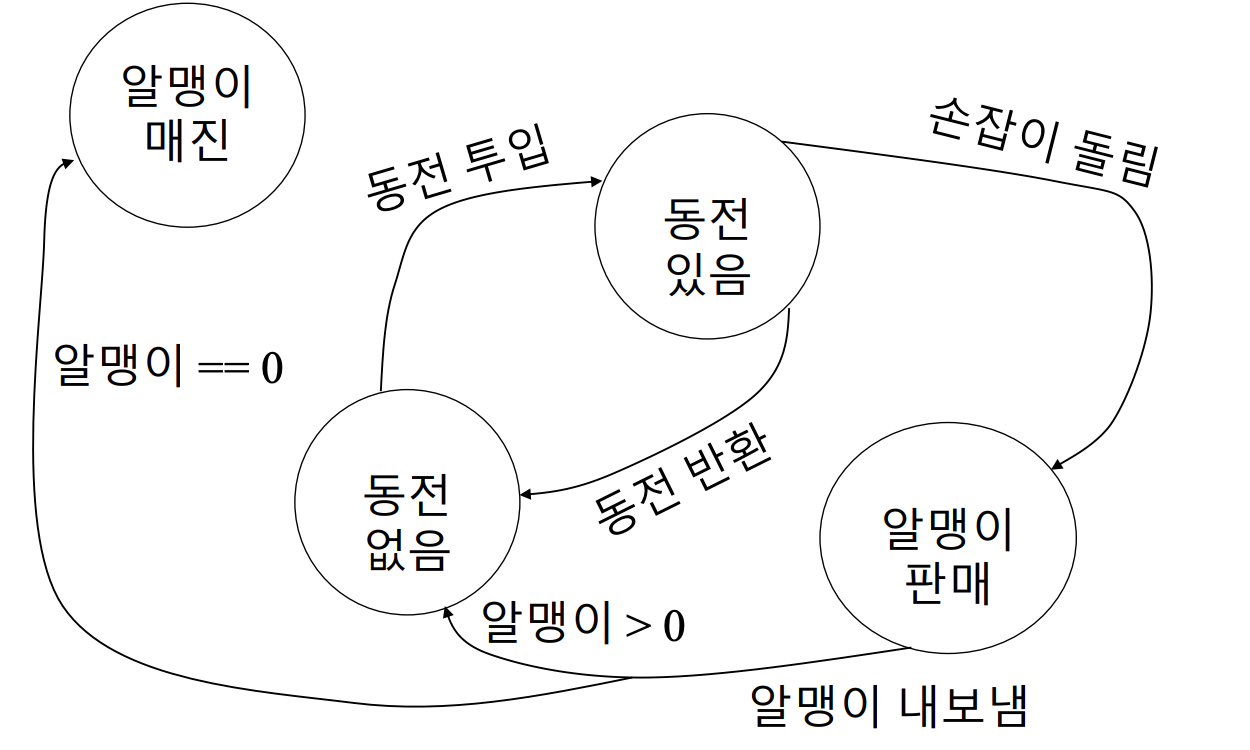 알맹이
매진
동전 투입
손잡이 돌림
동전
있음
알맹이 == 0
동전 반환
동전
없음
알맹이
판매
알맹이 > 0
알맹이 내보냄